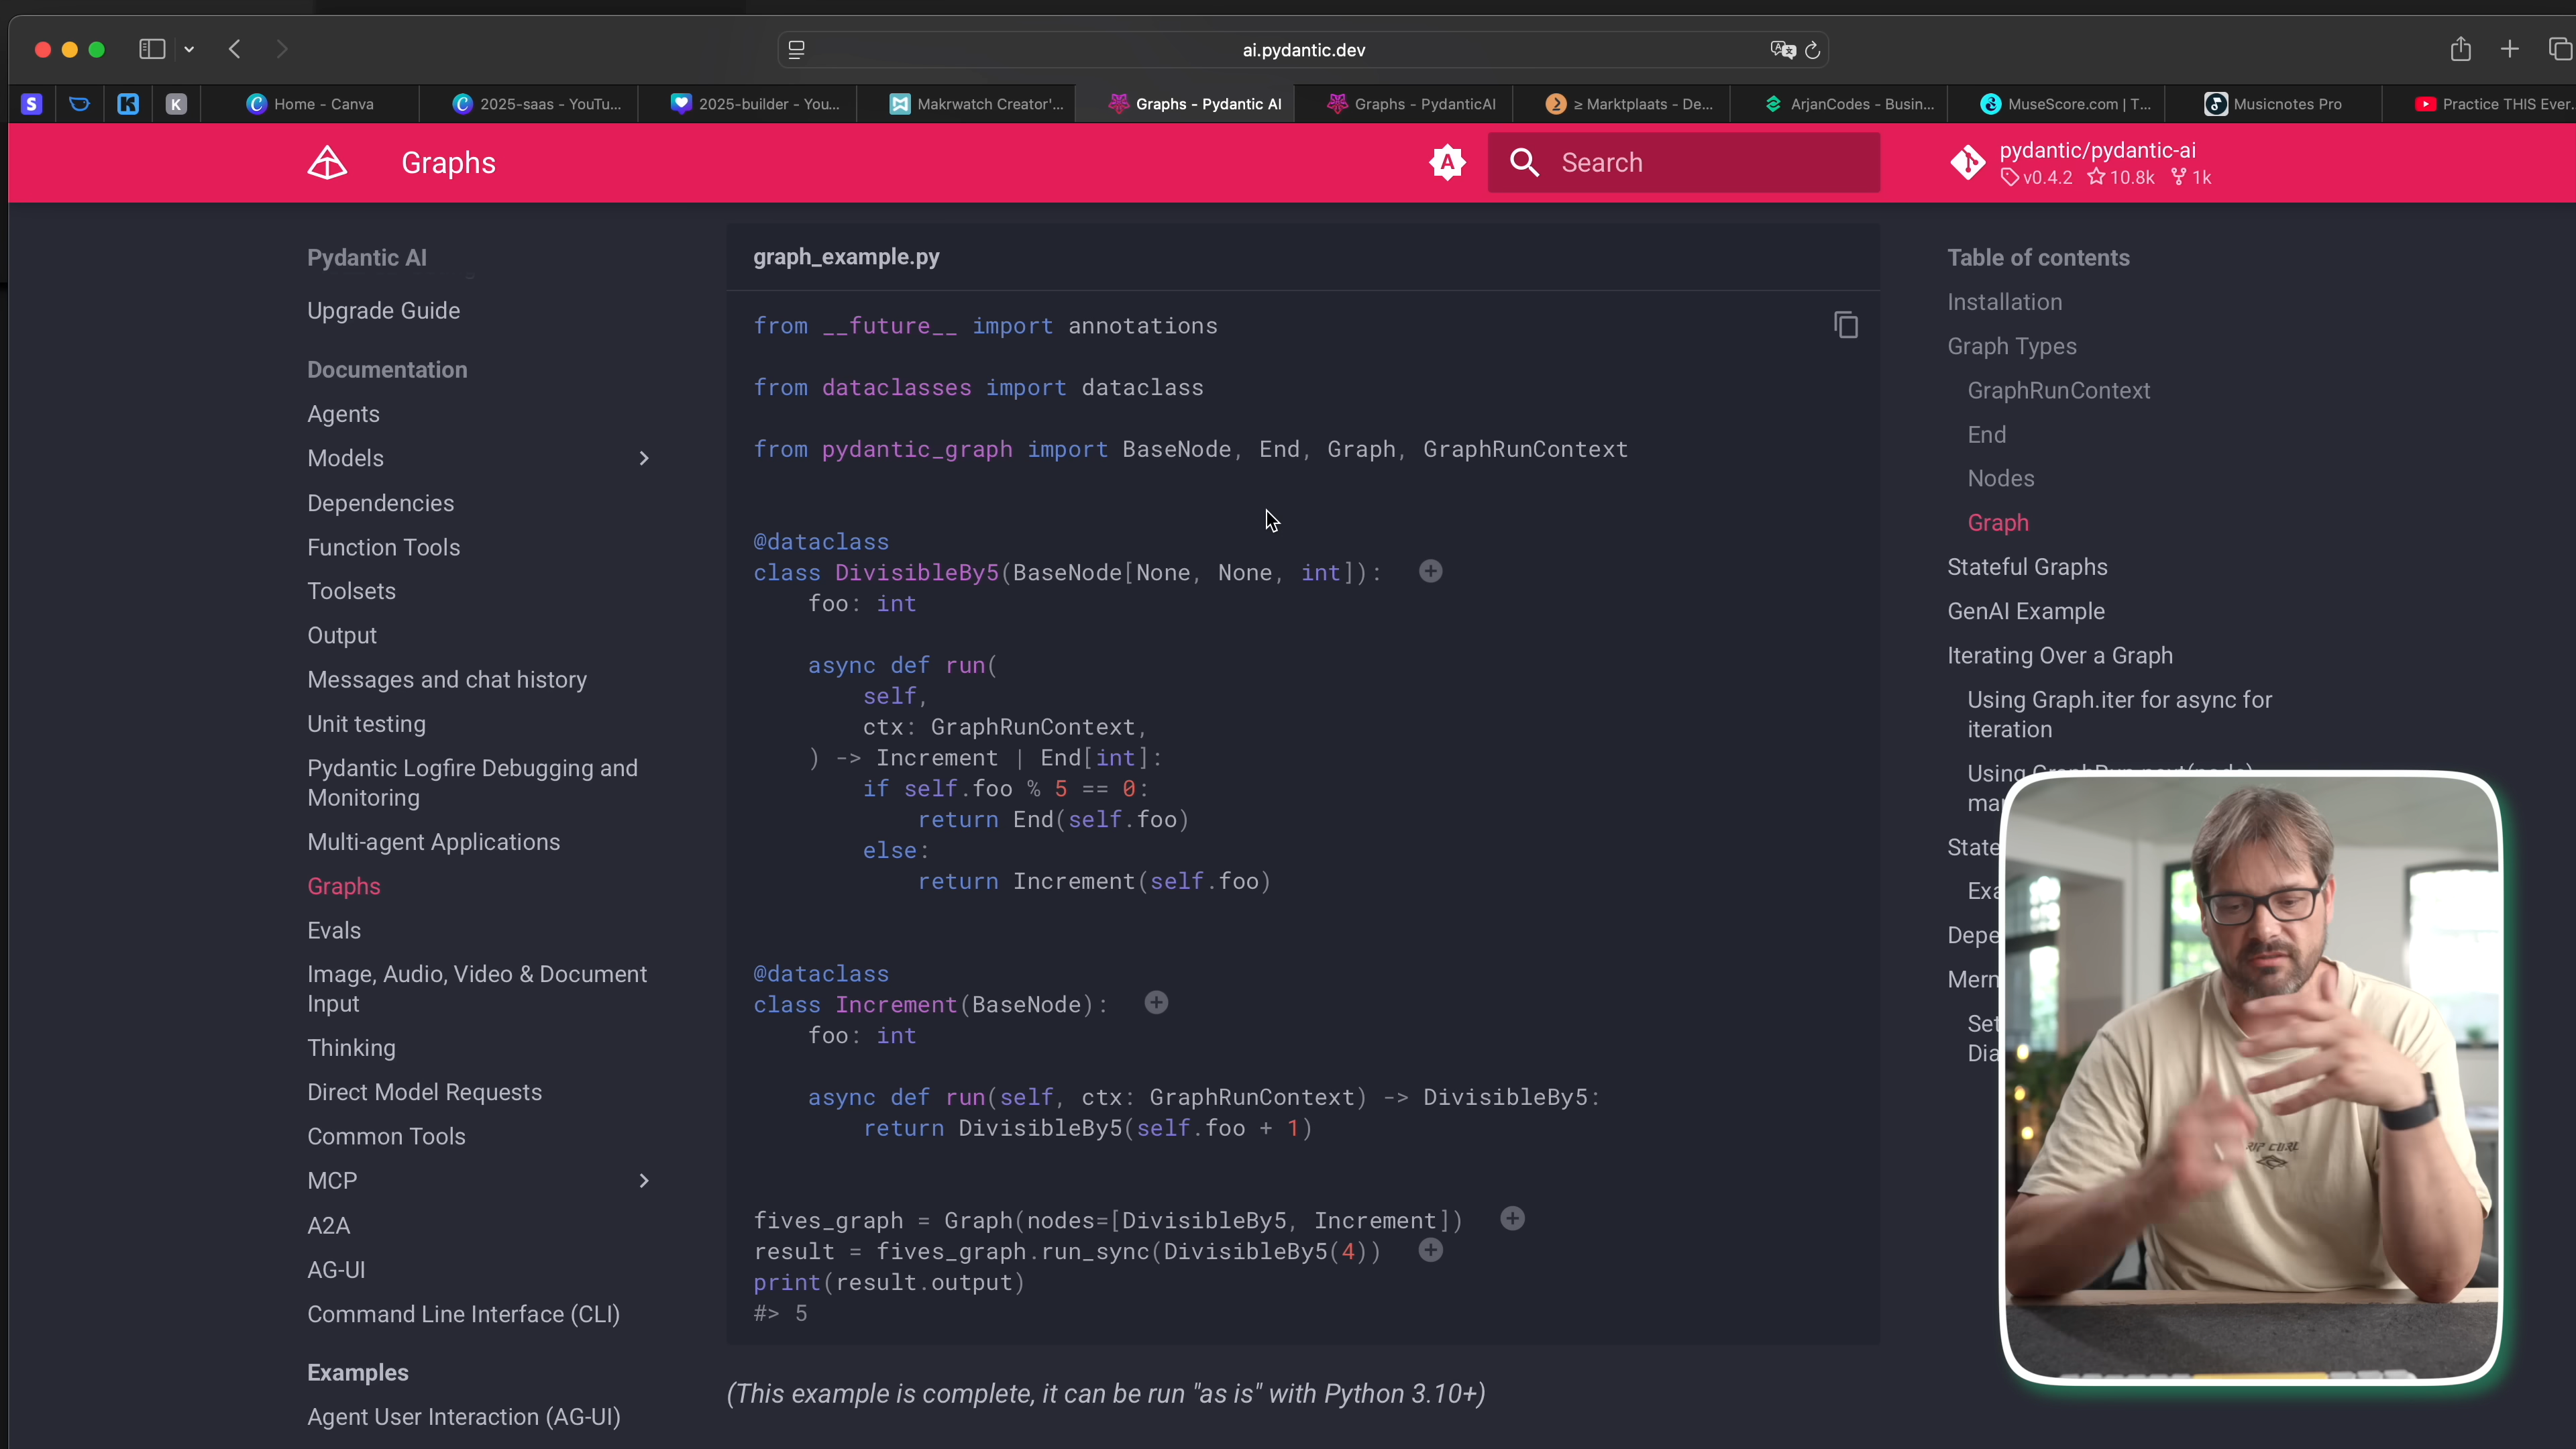 ai.pydantic.dev
S
K
K
Home - Canva
2025-saas - YouTu...
2025-builder - You...
Makrwatch Creator'...
Graphs - Pydantic AI
Graphs - PydanticAI
≥ Marktplaats - De...
ArjanCodes - Busin...
MuseScore.com | T...
Musicnotes Pro
Practice THIS Ever.
Graphs
A
Search
pydantic/pydantic-ai
v0.4.2 10.8k 1k
Pydantic AI
Upgrade Guide
Documentation
Agents
Models
Dependencies
Function Tools
Toolsets
Output
Messages and chat history
Unit testing
Pydantic Logfire Debugging and
Monitoring
Multi-agent Applications
Graphs
Evals
Image, Audio, Video & Document
Input
Thinking
Direct Model Requests
Common Tools
MCP
A2A
AG-UI
Command Line Interface (CLI)
Examples
Agent User Interaction (AG-UI)
graph_example.py
from __future__ import annotations
from dataclasses import dataclass
from pydantic_graph import BaseNode, End, Graph, GraphRunContext
@dataclass
class DivisibleBy5(BaseNode[None, None, int]):
    foo: int
    async def run(
        self,
        ctx: GraphRunContext,
    ) -> Increment | End[int]:
        if self.foo % 5 == 0:
            return End(self.foo)
        else:
            return Increment(self.foo)
@dataclass
class Increment(BaseNode):
    foo: int
    async def run(self, ctx: GraphRunContext) -> DivisibleBy5:
        return DivisibleBy5(self.foo + 1)
fives_graph = Graph(nodes=[DivisibleBy5, Increment])
result = fives_graph.run_sync(DivisibleBy5(4))
print(result.output)
#> 5
(This example is complete, it can be run "as is" with Python 3.10+)
Table of contents
Installation
Graph Types
GraphRunContext
End
Nodes
Graph
Stateful Graphs
GenAI Example
Iterating Over a Graph
Using Graph.iter for async for
iteration
Using
ma
State
Exa
Depe
Merm
Set
Dia
RIP CURL